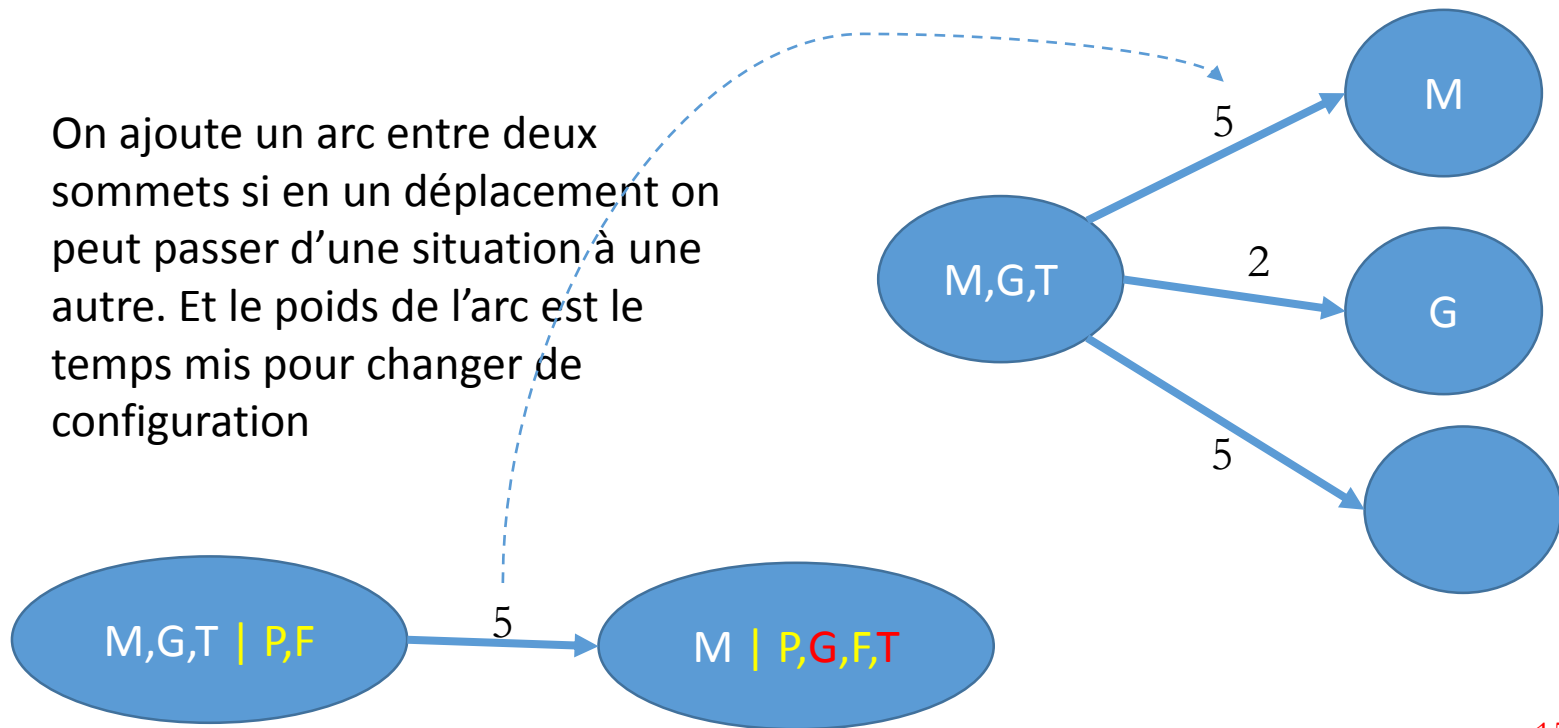 On ajoute un arc entre deux
sommets si en un déplacement on
peut passer d’une situation à une
autre. Et le poids de l’arc est le
temps mis pour changer de
configuration
5
M
M,G,T
2
G
5
M,G,T | P,F
5
M | P,G,F,T